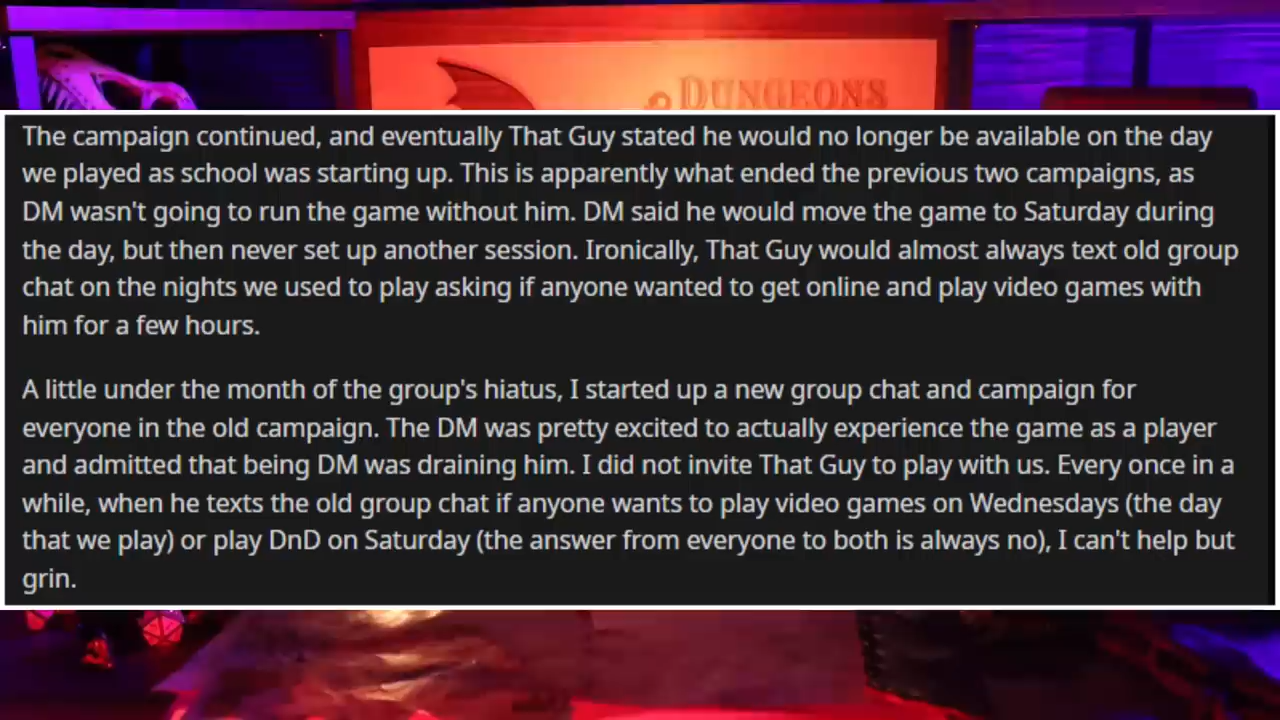 DUNGEONS
The campaign continued, and eventually That Guy stated he would no longer be available on the day
we played as school was starting up. This is apparently what ended the previous two campaigns, as
DM wasn't going to run the game without him. DM said he would move the game to Saturday during
the day, but then never set up another session. Ironically, That Guy would almost always text old group
chat on the nights we used to play asking if anyone wanted to get online and play video games with
him for a few hours.
A little under the month of the group's hiatus, I started up a new group chat and campaign for
everyone in the old campaign. The DM was pretty excited to actually experience the game as a player
and admitted that being DM was draining him. I did not invite That Guy to play with us. Every once in a
while, when he texts the old group chat if anyone wants to play video games on Wednesdays (the day
that we play) or play DnD on Saturday (the answer from everyone to both is always no), I can't help but
grin.